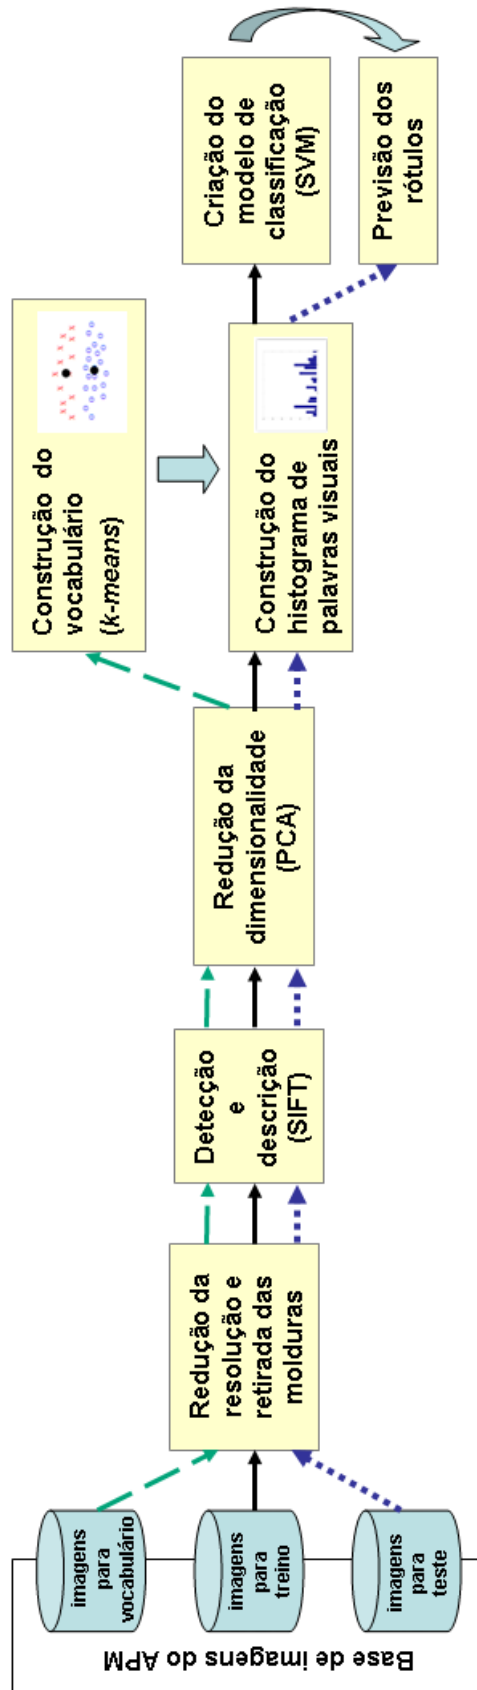 Base de imagens do APM
imagens
para
vocabulário
imagens
para
treino
imagens
para
teste
Redução da
resolução e
retirada das
molduras
Detecção
e
descrição
(SIFT)
Redução da
dimensionalidade
(PCA)
Construção do
vocabulário
(k-means)
Construção do
histograma de
palavras visuais
Criação do
modelo de
classificação
(SVM)
Previsão dos
rótulos